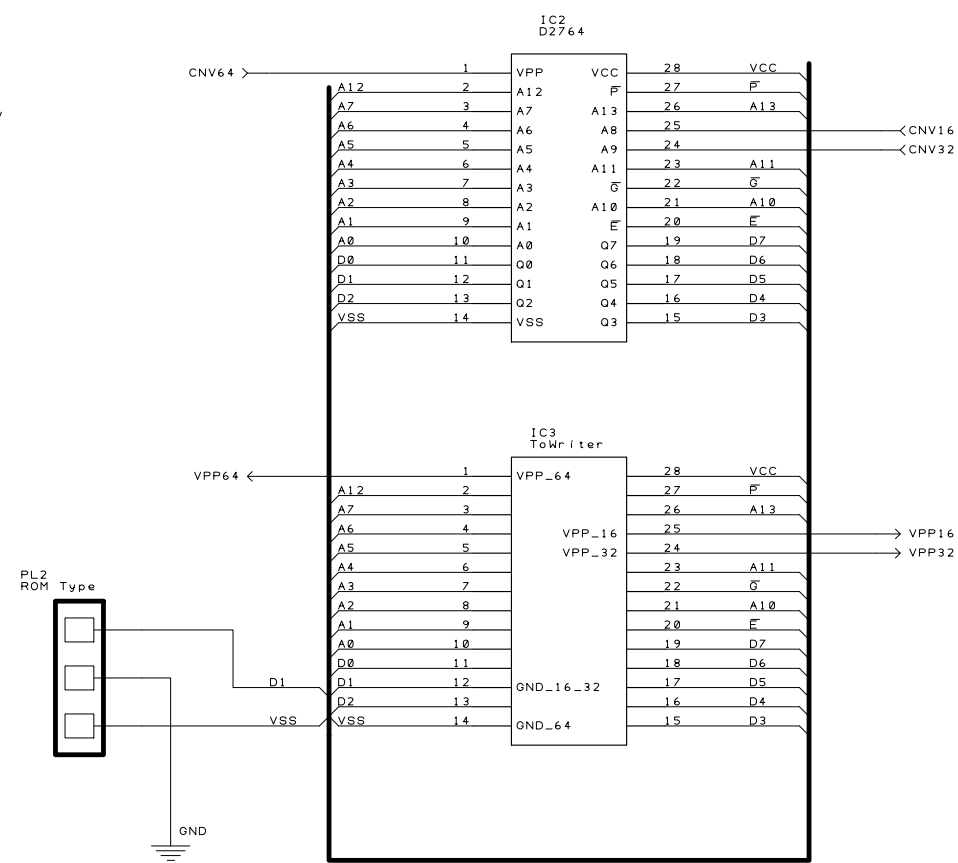 IC2
D2764
CNV64 1 VPP VCC 28 VCC
A12 2 A12 P̅ 27 P̅
A7 3 A7 A13 26 A13
A6 4 A6 A8 25 CNV16
A5 5 A5 A9 24 CNV32
A4 6 A4 A11 23 A11
A3 7 A3 G̅ 22 G̅
A2 8 A2 A10 21 A10
A1 9 A1 E̅ 20 E̅
A0 10 A0 Q7 19 D7
D0 11 Q0 Q6 18 D6
D1 12 Q1 Q5 17 D5
D2 13 Q2 Q4 16 D4
VSS 14 VSS Q3 15 D3
IC3
ToWriter
VPP64 1 VPP_64 28 VCC
A12 2 27 P̅
A7 3 26 A13
A6 4 VPP_16 25 VPP16
A5 5 VPP_32 24 VPP32
A4 6 23 A11
A3 7 22 G̅
A2 8 21 A10
A1 9 20 E̅
A0 10 19 D7
D0 11 18 D6
D1 D1 12 GND_16_32 17 D5
D2 13 16 D4
VSS VSS 14 GND_64 15 D3
PL2
ROM Type
GND